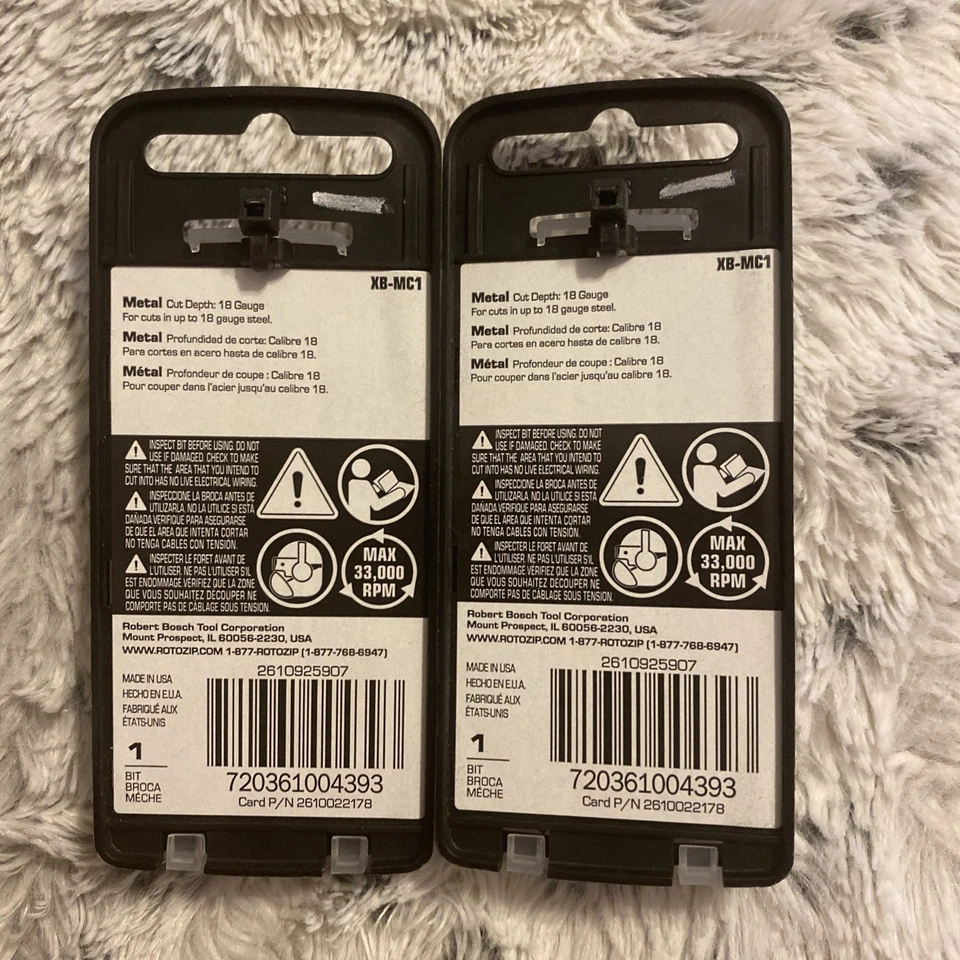 XB-MC1
Metal Cut Depth: 18 Gauge
For cuts in up to 18 gauge steel.
Metal Profundidad de corte: Calibre 18
Para cortes en acero hasta de calibre 18.
Métal Profondeur de coupe : Calibre 18
Pour couper dans l'acier jusqu'au calibre 18.
INSPECT BIT BEFORE USING. DO NOT
USE IF DAMAGED. CHECK TO MAKE
SURE THAT THE AREA THAT YOU INTEND TO
CUT INTO HAS NO LIVE ELECTRICAL WIRING.
INSPECCIONE LA BROCA ANTES DE
UTILIZARLA. NO LA UTILICE SI ESTÁ
DAÑADA VERIFIQUE PARA ASEGURARSE
DE QUE EL ÁREA QUE INTENTA CORTAR
NO TENGA CABLES CON TENSION.
INSPECTER LE FORET AVANT DE
L'UTILISER. NE PAS L'UTILISER S'IL
EST ENDOMMAGÉ VERIFIEZ QUE LA ZONE
QUE VOUS SOUHAITEZ DÉCOUPER NE
COMPORTE PAS DE CÂBLAGE SOUS TENSION.
MAX
33,000
RPM
Robert Bosch Tool Corporation
Mount Prospect, IL 60056-2230, USA
WWW.ROTOZIP.COM 1-877-ROTOZIP (1-877-768-6947)
2610925907
MADE IN USA
HECHO EN E.U.A.
FABRIQUÉ AUX
ÉTATS-UNIS
1
BIT
BROCA
MÈCHE
720361004393
Card P/N 2610022178
XB-MC1
Metal Cut Depth: 18 Gauge
For cuts in up to 18 gauge steel.
Metal Profundidad de corte: Calibre 18
Para cortes en acero hasta de calibre 18.
Métal Profondeur de coupe : Calibre 18
Pour couper dans l'acier jusqu'au calibre 18.
INSPECT BIT BEFORE USING. DO NOT
USE IF DAMAGED. CHECK TO MAKE
SURE THAT THE AREA THAT YOU INTEND TO
CUT INTO HAS NO LIVE ELECTRICAL WIRING.
INSPECCIONE LA BROCA ANTES DE
UTILIZARLA. NO LA UTILICE SI ESTÁ
DAÑADA VERIFIQUE PARA ASEGURARSE
DE QUE EL ÁREA QUE INTENTA CORTAR
NO TENGA CABLES CON TENSION.
INSPECTER LE FORET AVANT DE
L'UTILISER. NE PAS L'UTILISER S'IL
EST ENDOMMAGÉ VERIFIEZ QUE LA ZONE
QUE VOUS SOUHAITEZ DÉCOUPER NE
COMPORTE PAS DE CÂBLAGE SOUS TENSION.
MAX
33,000
RPM
Robert Bosch Tool Corporation
Mount Prospect, IL 60056-2230, USA
WWW.ROTOZIP.COM 1-877-ROTOZIP (1-877-768-6947)
2610925907
MADE IN USA
HECHO EN E.U.A.
FABRIQUÉ AUX
ÉTATS-UNIS
1
BIT
BROCA
MÈCHE
720361004393
Card P/N 2610022178